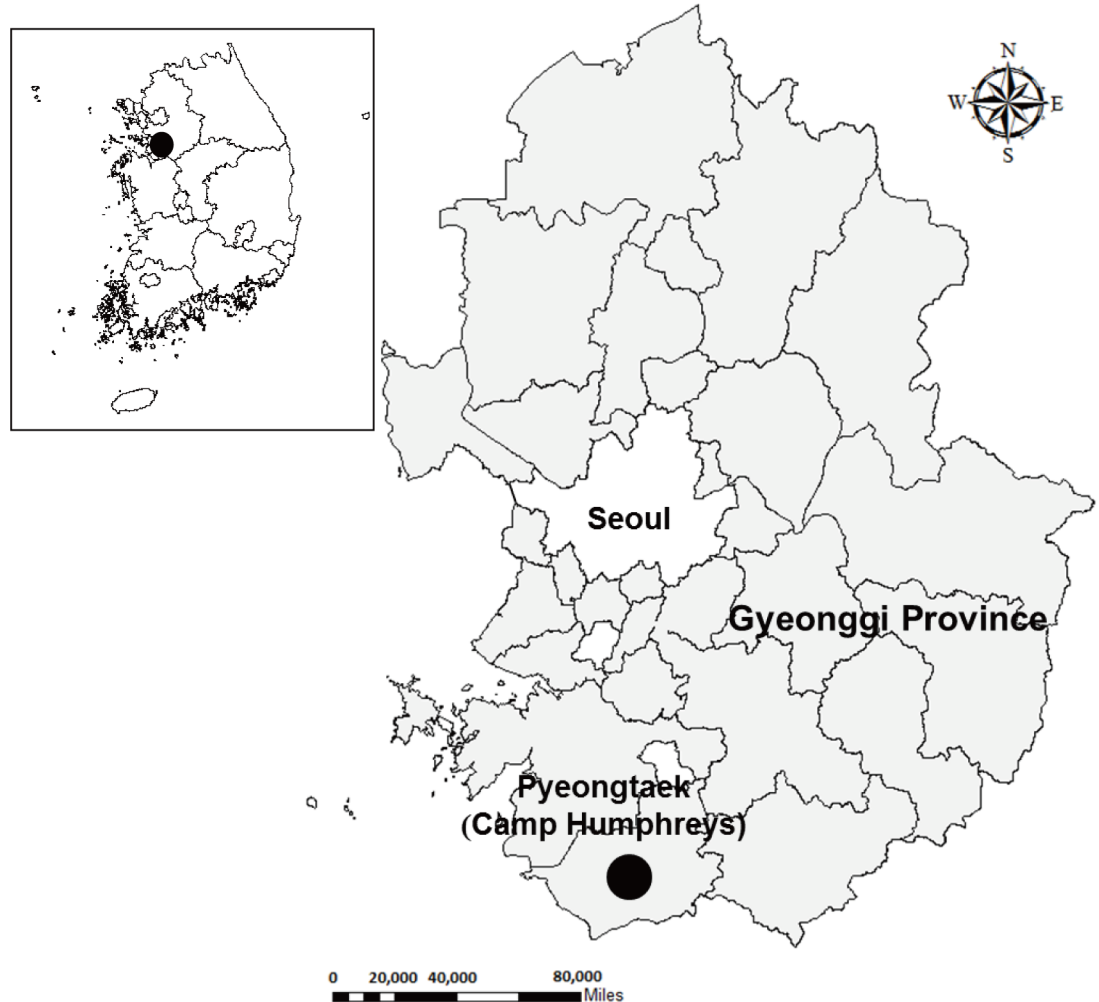 N
W E
S
Seoul
Gyeonggi Province
Pyeongtaek
(Camp Humphreys)
0 20,000 40,000 80,000
Miles